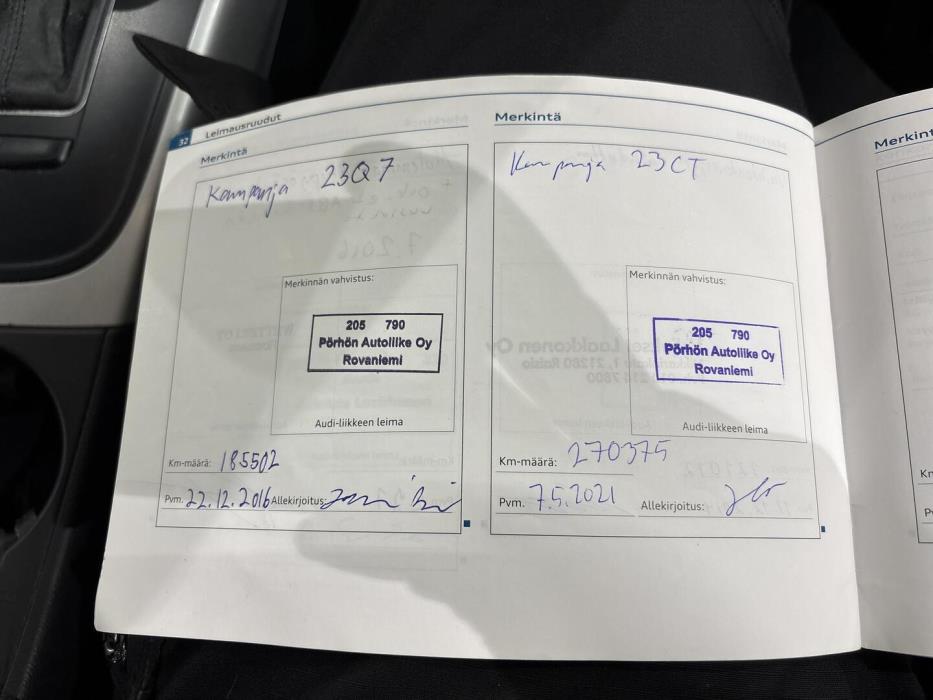 32
Leimausruudut
Merkintä
Kampanja 23Q7
Merkinnän vahvistus:
205 790
Pörhön Autoliike Oy
Rovaniemi
Audi-liikkeen leima
Km-määrä: 185502
Pvm. 22.12.2016 Allekirjoitus:
Merkintä
Kampanja 23CT
Merkinnän vahvistus:
205 790
Pörhön Autoliike Oy
Rovaniemi
Audi-liikkeen leima
Km-määrä: 270375
Pvm. 7.5.2021 Allekirjoitus: